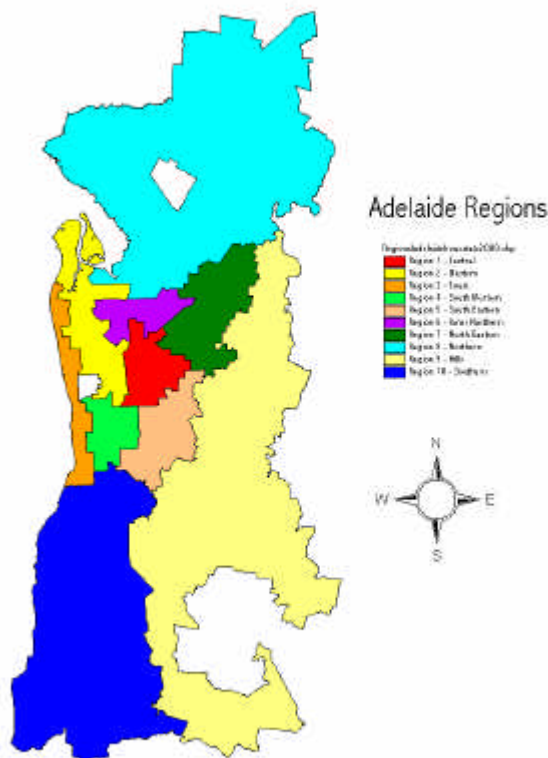 Adelaide Regions
Region 1 - Central
Region 2 - Western
Region 3 - Coast
Region 4 - South Western
Region 5 - South Eastern
Region 6 - Inner Northern
Region 7 - North Eastern
Region 8 - Northern
Region 9 - Hills
Region 10 - Southern
N
W
E
S